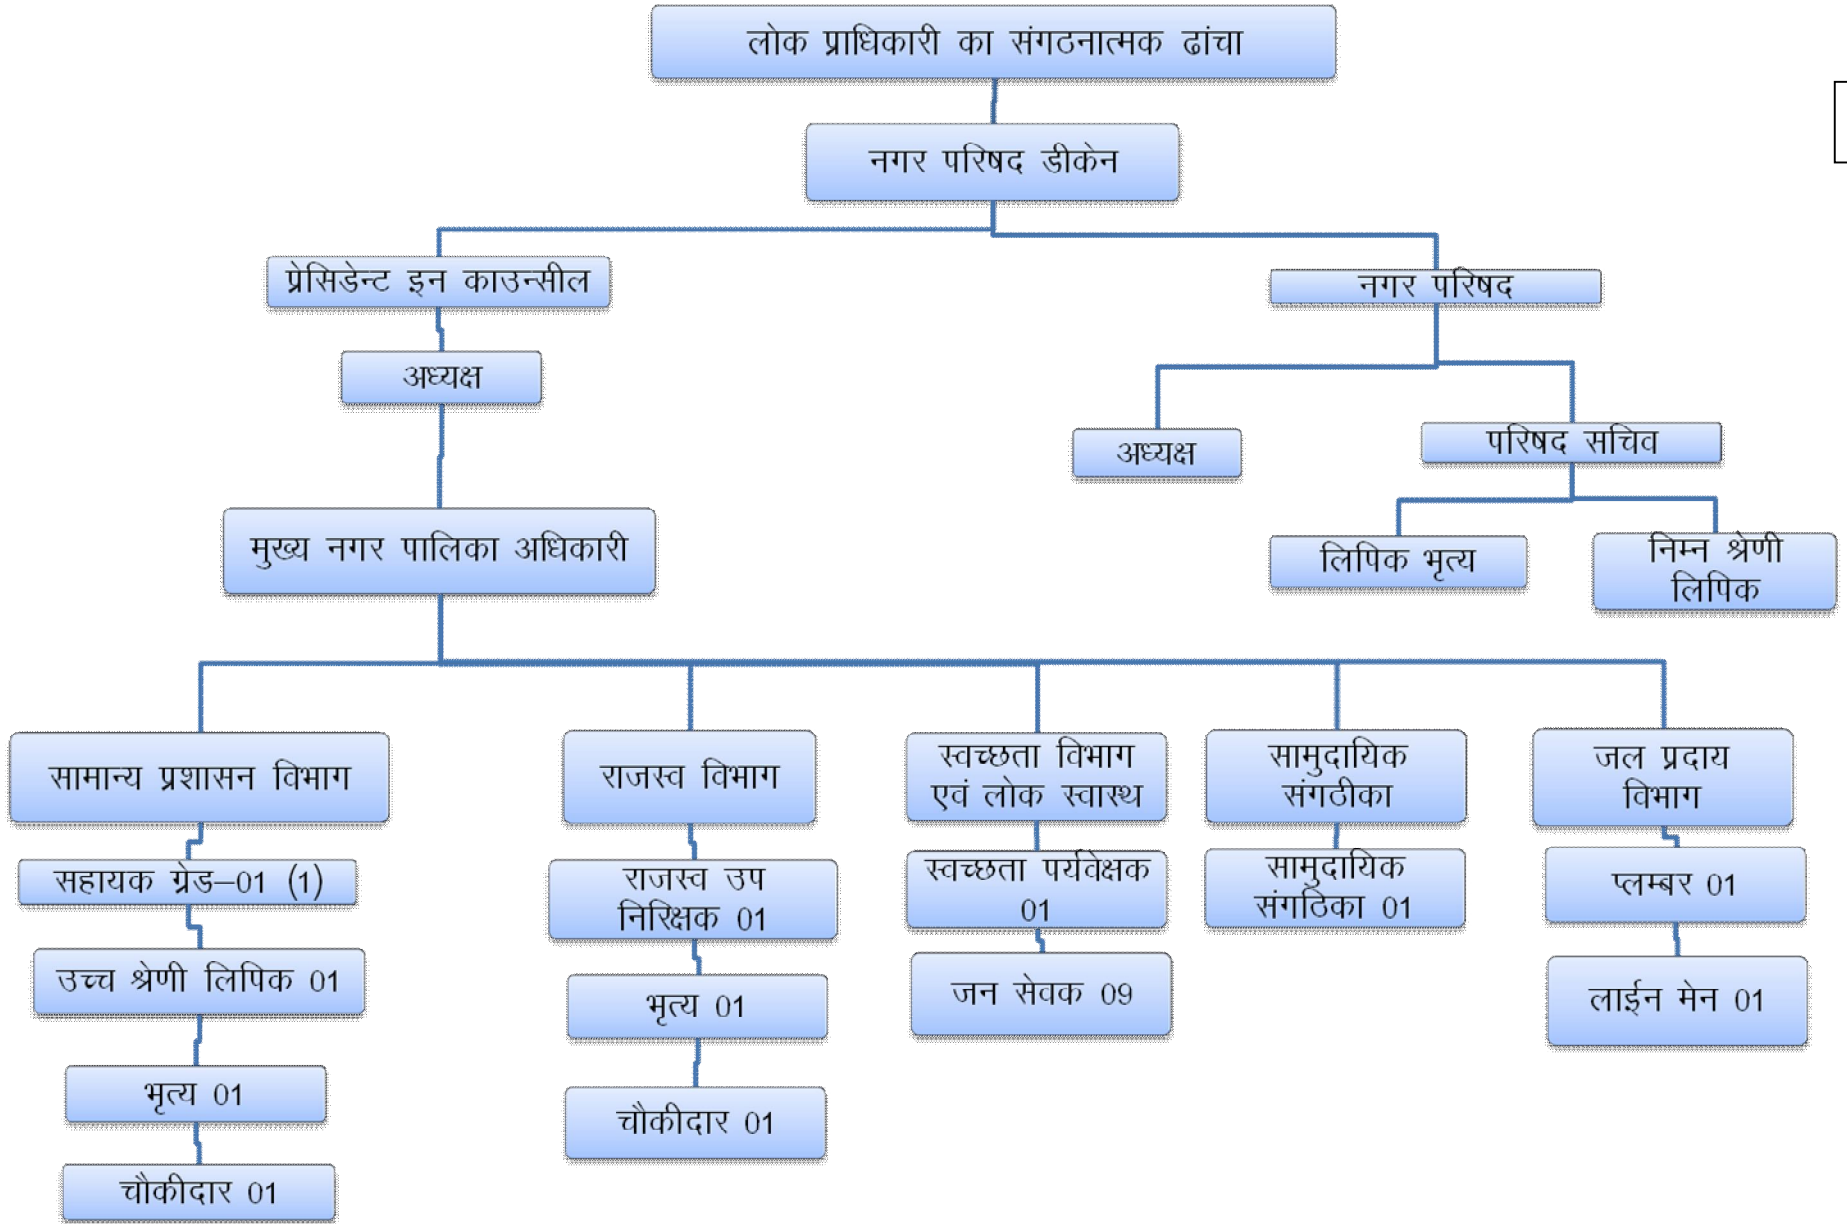 लोक प्राधिकारी का संगठनात्मक ढांचा
नगर परिषद डीकेन
प्रेसिडेन्ट इन काउन्सील
नगर परिषद
अध्यक्ष
अध्यक्ष
परिषद सचिव
मुख्य नगर पालिका अधिकारी
लिपिक भृत्य
निम्न श्रेणी
लिपिक
सामान्य प्रशासन विभाग
राजस्व विभाग
स्वच्छता विभाग
एवं लोक स्वास्थ
सामुदायिक
संगठीका
जल प्रदाय
विभाग
सहायक ग्रेड–01 (1)
राजस्व उप
निरिक्षक 01
स्वच्छता पर्यवेक्षक
01
सामुदायिक
संगठिका 01
प्लम्बर 01
उच्च श्रेणी लिपिक 01
भृत्य 01
जन सेवक 09
लाईन मेन 01
भृत्य 01
चौकीदार 01
चौकीदार 01